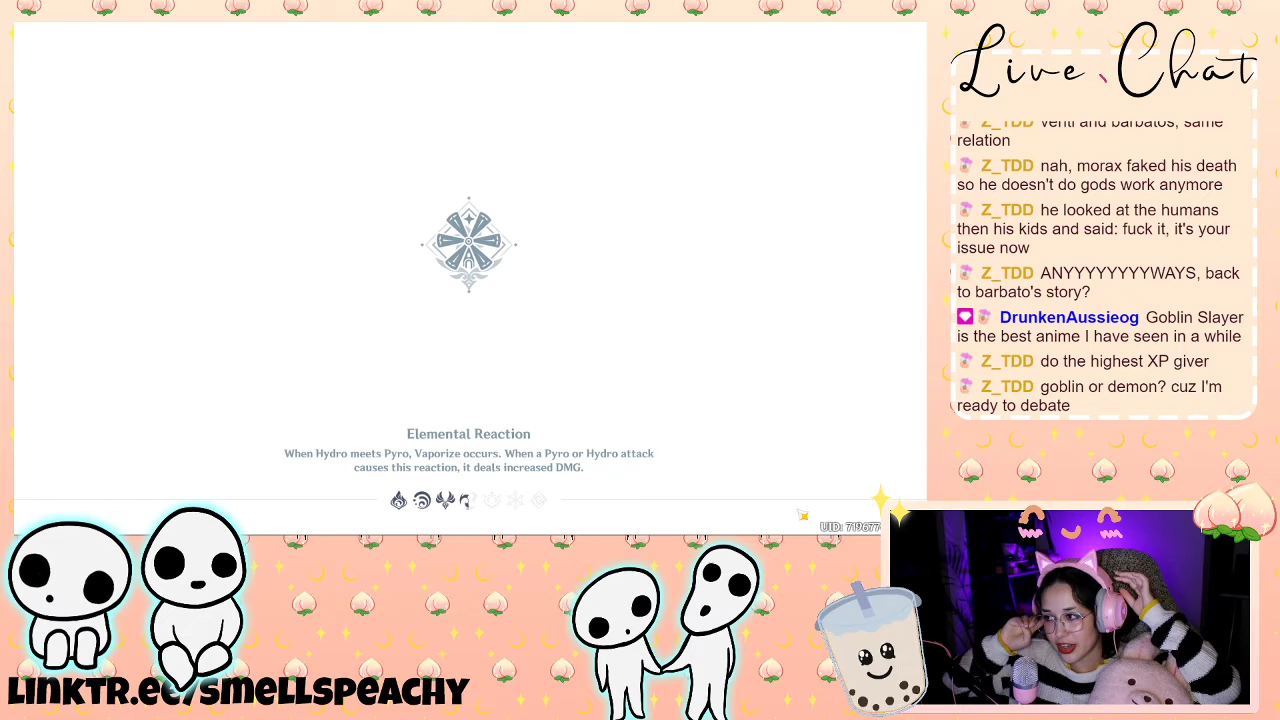 Live Chat
Z_TDD venti and barbatos, same
relation
Z_TDD nah, morax faked his death
so he doesn't do gods work anymore
Z_TDD he looked at the humans
then his kids and said: fuck it, it's your
issue now
Z_TDD ANYYYYYYYYWAYS, back
to barbato's story?
DrunkenAussieog Goblin Slayer
is the best anime I have seen in a while
Z_TDD do the highest XP giver
Z_TDD goblin or demon? cuz I'm
ready to debate
Elemental Reaction
When Hydro meets Pyro, Vaporize occurs. When a Pyro or Hydro attack
causes this reaction, it deals increased DMG.
UID:
LINKTR.ee/SMELLSPEACHY